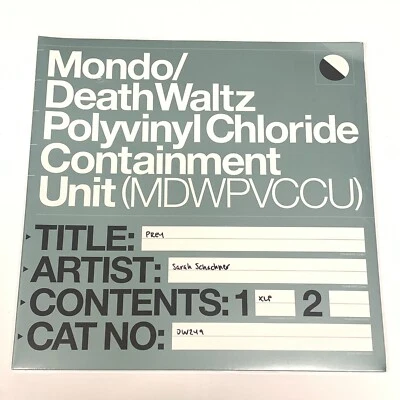 Mondo/
DeathWaltz
Polyvinyl Chloride
Containment
Unit (MDWPVCCU)
TITLE: PREY
ARTIST: Sarah Schachner
CONTENTS: 1 XLP 2
CAT NO: DW249